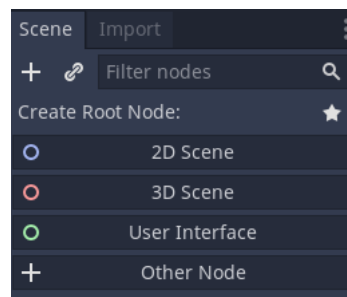 Scene Import
Filter nodes
Create Root Node:
2D Scene
3D Scene
User Interface
Other Node